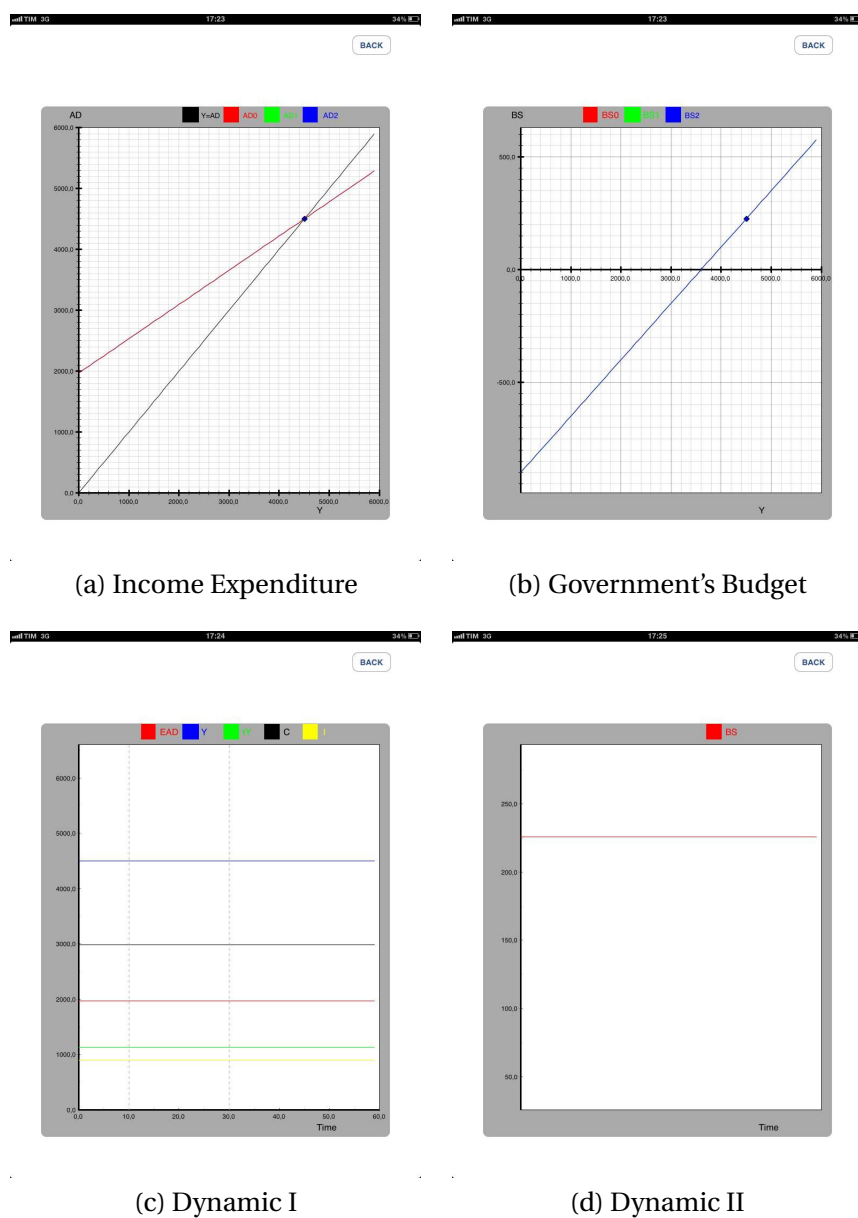 TIM 3G 17:23 34%
BACK
AD
Y=AD AD0 AD1 AD2
6000,0
5000,0
4000,0
3000,0
2000,0
1000,0
0,0
0,0 1000,0 2000,0 3000,0 4000,0 5000,0 6000,0
Y
(a) Income Expenditure
TIM 3G 17:23 34%
BACK
BS
BS0 BS1 BS2
500,0
0,0
0,0 1000,0 2000,0 3000,0 4000,0 5000,0 6000,0
-500,0
Y
(b) Government's Budget
TIM 3G 17:24 34%
BACK
EAD Y C I
6000,0
5000,0
4000,0
3000,0
2000,0
1000,0
0,0
0,0 10,0 20,0 30,0 40,0 50,0 60,0
Time
(c) Dynamic I
TIM 3G 17:25 34%
BACK
BS
250,0
200,0
150,0
100,0
50,0
Time
(d) Dynamic II